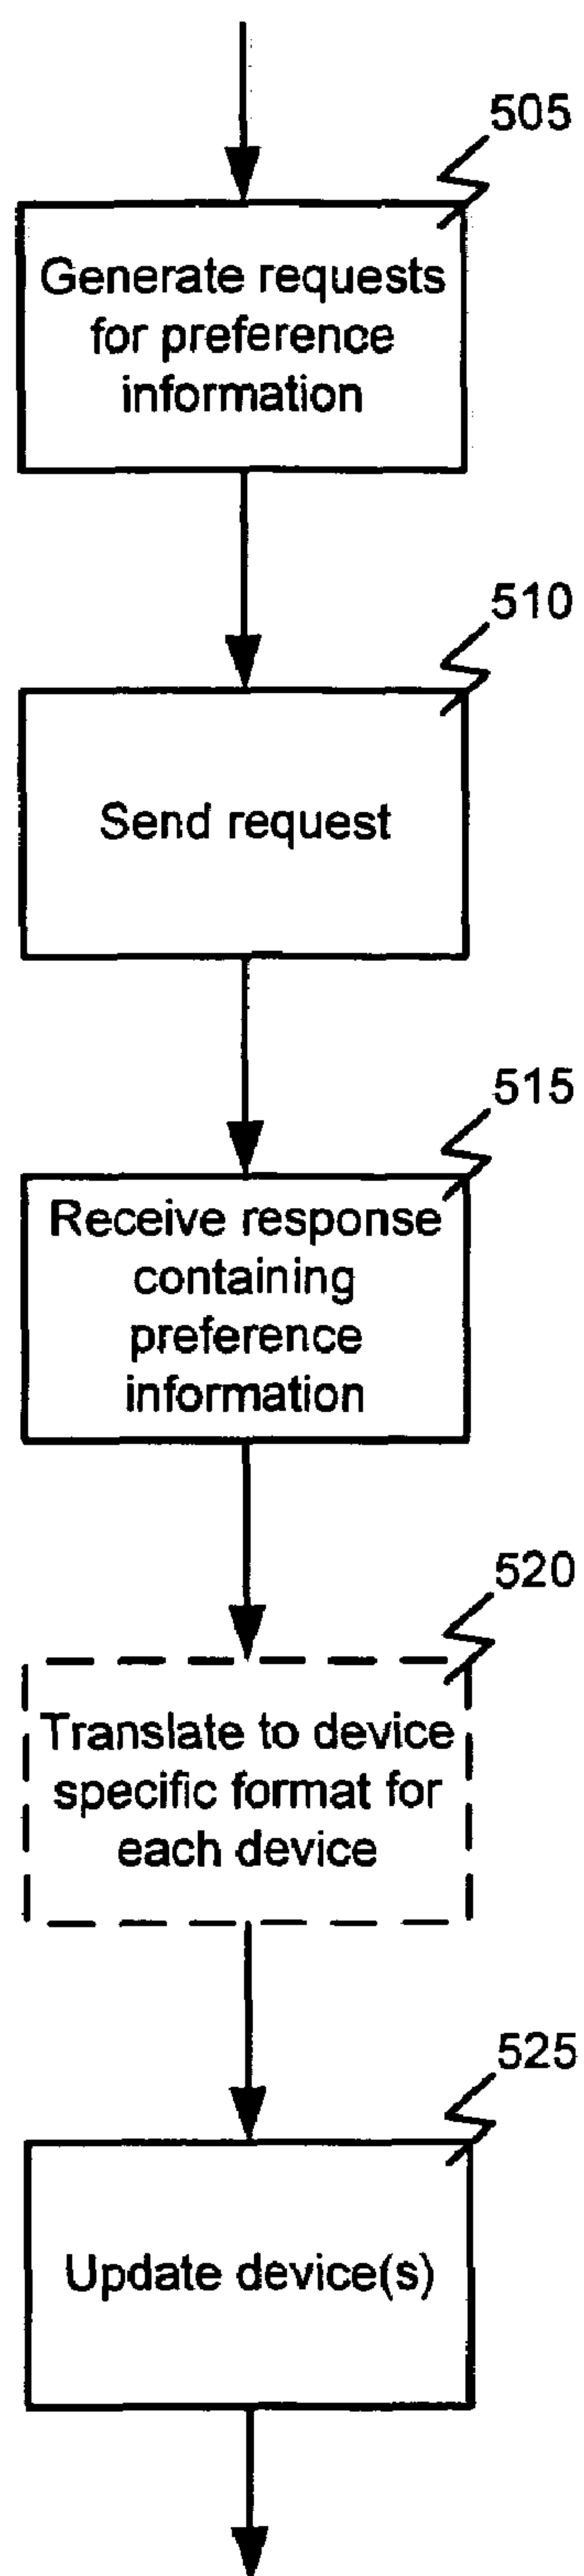 505
Generate requests
for preference
information
510
Send request
515
Receive response
containing
preference
information
520
Translate to device
specific format for
each device
525
Update device(s)